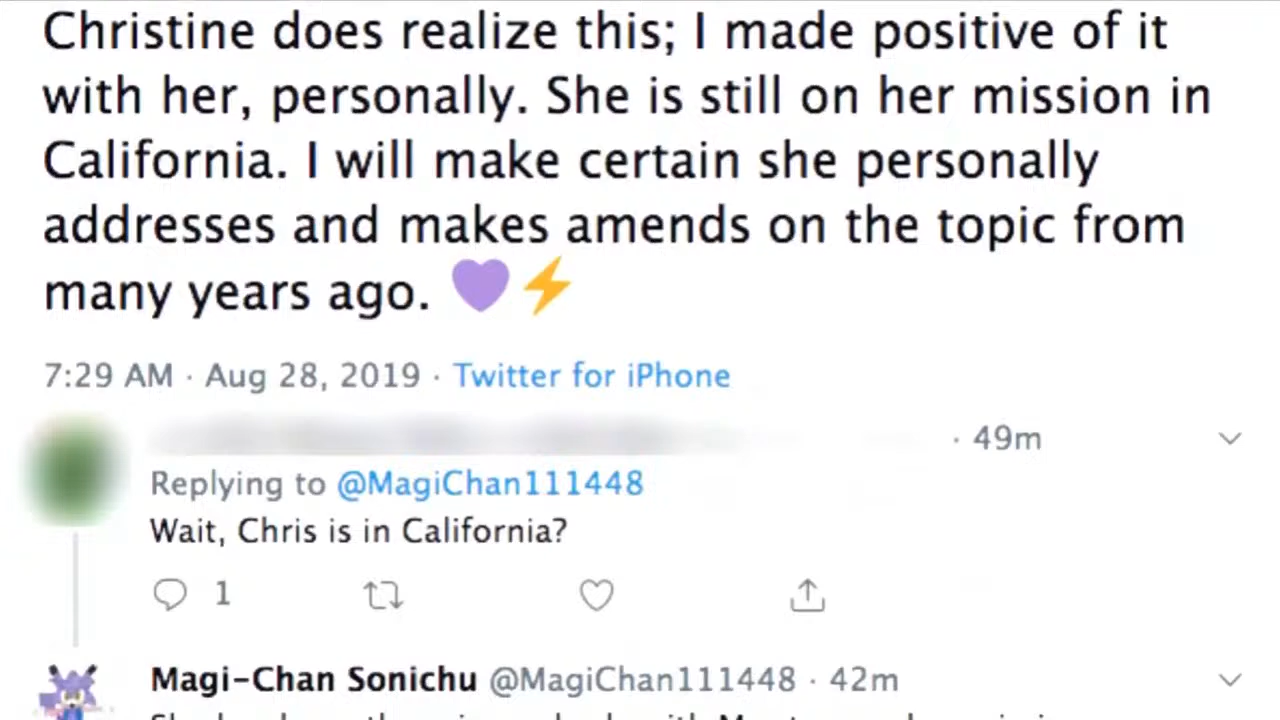 Christine does realize this; I made positive of it
with her, personally. She is still on her mission in
California. I will make certain she personally
addresses and makes amends on the topic from
many years ago. 💜⚡
7:29 AM · Aug 28, 2019 · Twitter for iPhone
· 49m
Replying to @MagiChan111448
Wait, Chris is in California?
1
Magi-Chan Sonichu @MagiChan111448 · 42m